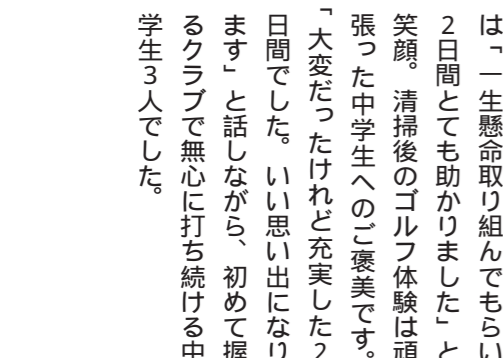 は「一生懸命取り組んでもらい
2日間とても助かりました」と
笑顔。清掃後のゴルフ体験は頑
張った中学生へのご褒美です。
「大変だったけれど充実した2
日間でした。いい思い出になり
ます」と話しながら、初めて握
るクラブで無心に打ち続ける中
学生3人でした。